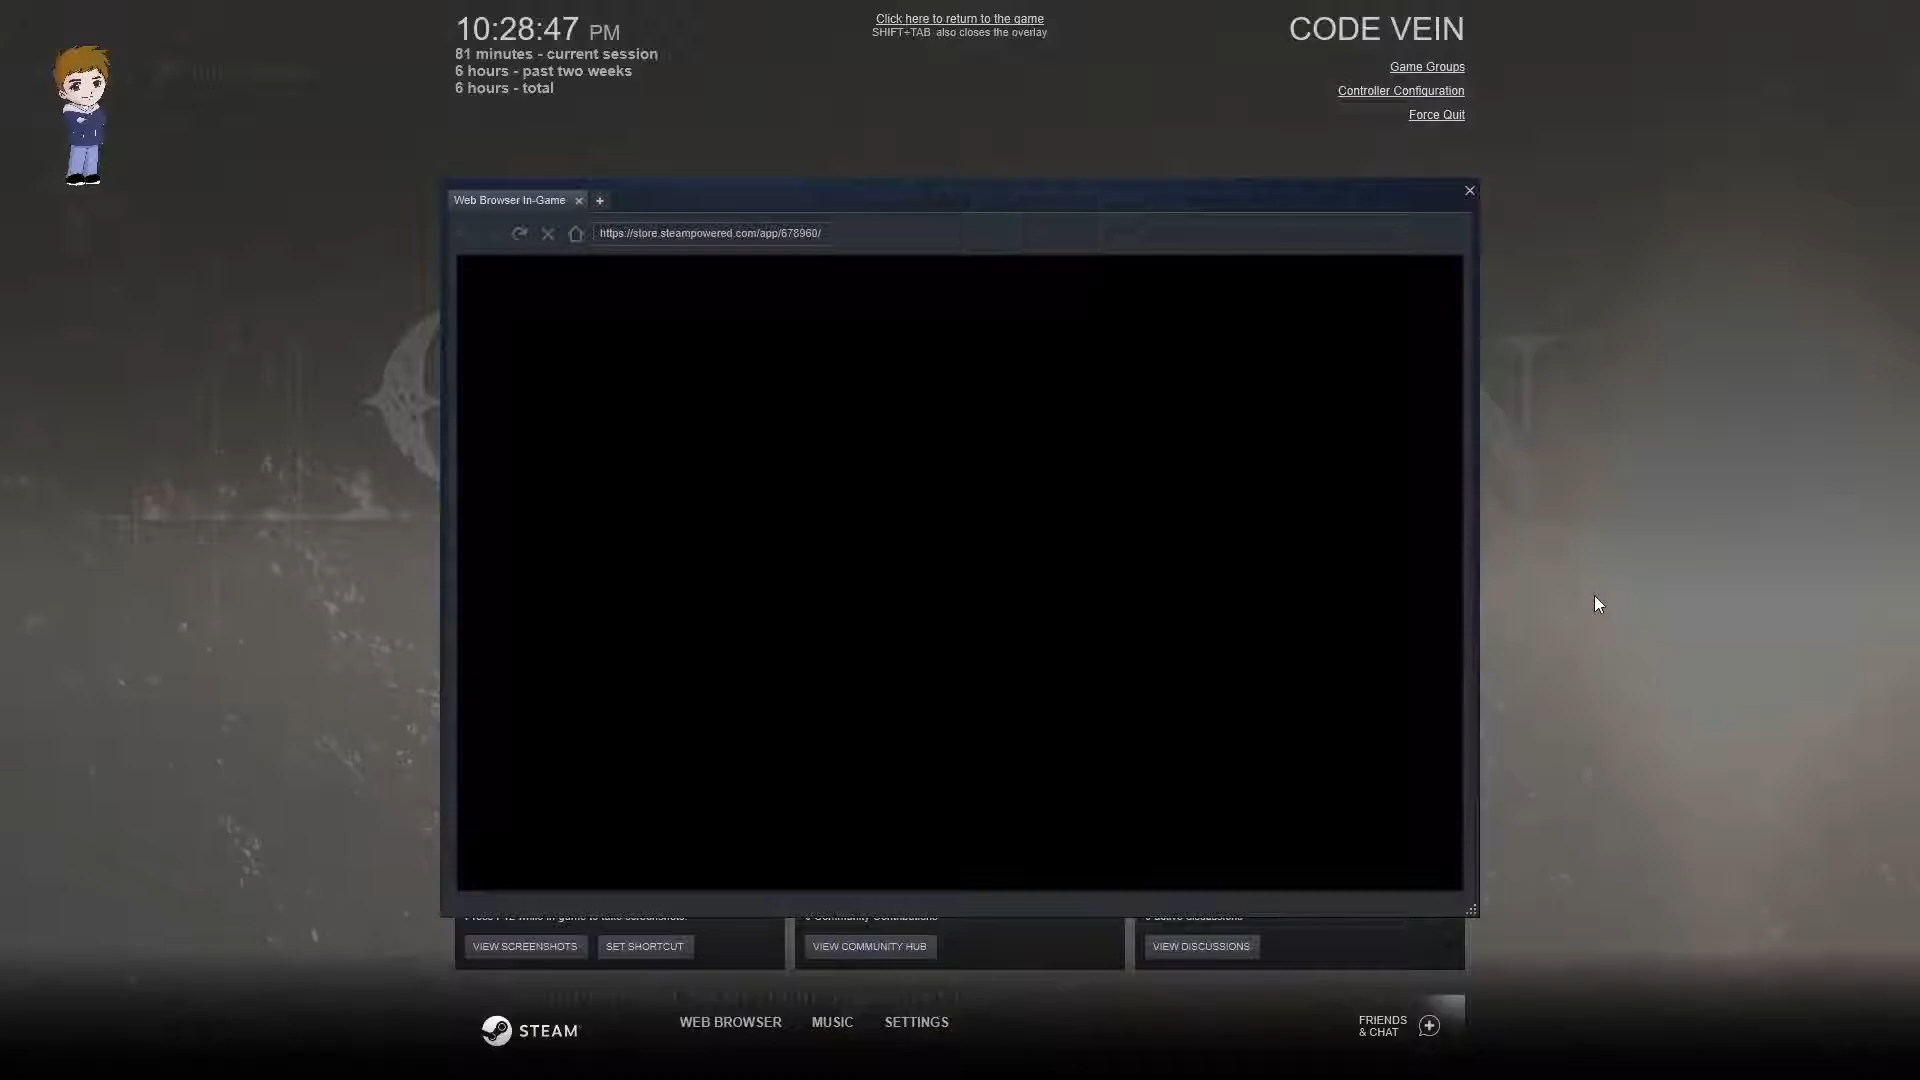 10:28:47 PM
81 minutes - current session
6 hours - past two weeks
6 hours - total
Click here to return to the game
SHIFT+TAB also closes the overlay
CODE VEIN
Game Groups
Controller Configuration
Force Quit
Web Browser In-Game
https://store.steampowered.com/app/678960/
VIEW SCREENSHOTS
SET SHORTCUT
VIEW COMMUNITY HUB
VIEW DISCUSSIONS
STEAM
WEB BROWSER
MUSIC
SETTINGS
FRIENDS
& CHAT